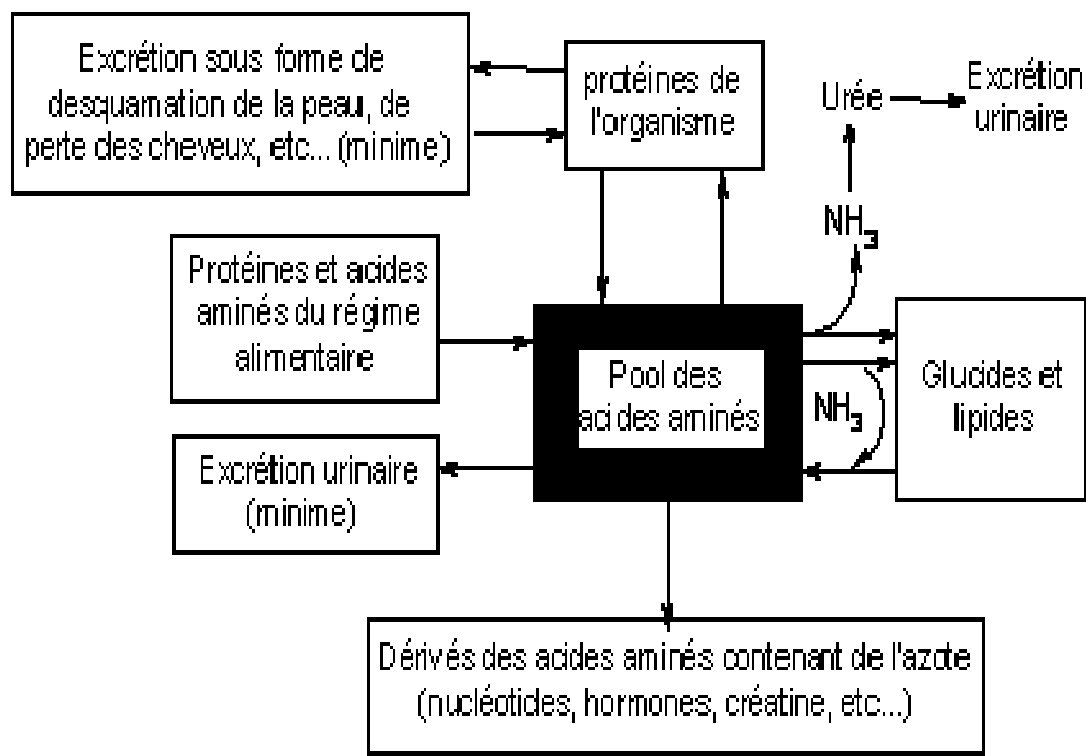 Excrétion sous forme de
desquamation de la peau, de
perte des cheveux, etc... (minime)
protéines de
l'organisme
Urée
Excrétion
urinaire
NH3
Protéines et acides
aminés du régime
alimentaire
Pool des
acides aminés
NH3
Glucides et
lipides
Excrétion urinaire
(minime)
Dérivés des acides aminés contenant de l'azote
(nucléotides, hormones, créatine, etc...)